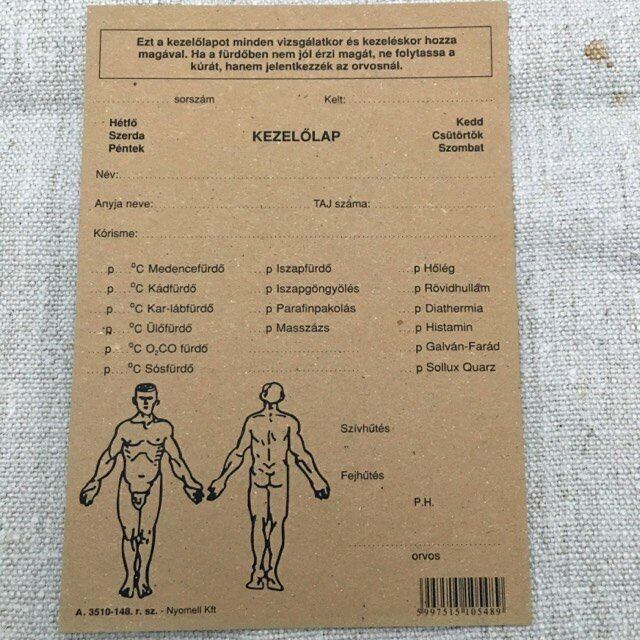 Ezt a kezelőlapot minden vizsgálatkor és kezeléskor hozza
magával. Ha a fürdőben nem jól érzi magát, ne folytassa a
kúrát, hanem jelentkezzék az orvosnál.
sorszám Kelt:
Hétfő Kedd
Szerda KEZELŐLAP Csütörtök
Péntek Szombat
Név:
Anyja neve: TAJ száma:
Kórisme:
p °C Medencefürdő p Iszapfürdő p Hőlég
p °C Kádfürdő p Iszapgöngyölés p Rövidhullám
p °C Kar-lábfürdő p Parafinpakolás p Diathermia
p °C Ülőfürdő p Masszázs p Histamin
p °C O₂CO fürdő p Galván-Farád
p °C Sósfürdő p Sollux Quarz
Szívhűtés
Fejhűtés
P.H.
orvos
A. 3510-148. r. sz. - Nyomell Kft
5997515105489